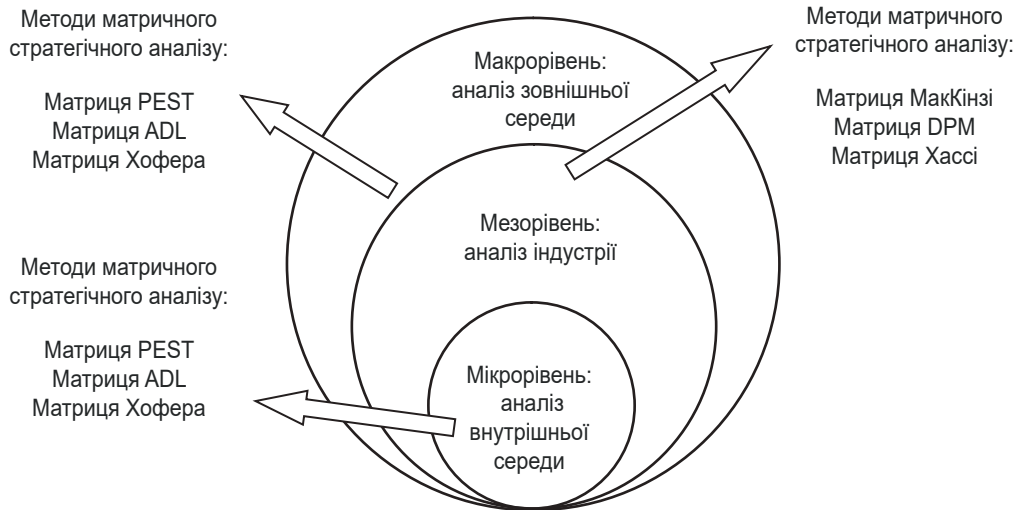 Методи матричного
стратегічного аналізу:
Матриця PEST
Матриця ADL
Матриця Хофера
Макрорівень:
аналіз зовнішньої
середи
Методи матричного
стратегічного аналізу:
Матриця МакКінзі
Матриця DPM
Матриця Хассі
Мезорівень:
аналіз індустрії
Методи матричного
стратегічного аналізу:
Матриця PEST
Матриця ADL
Матриця Хофера
Мікрорівень:
аналіз
внутрішньої
середи